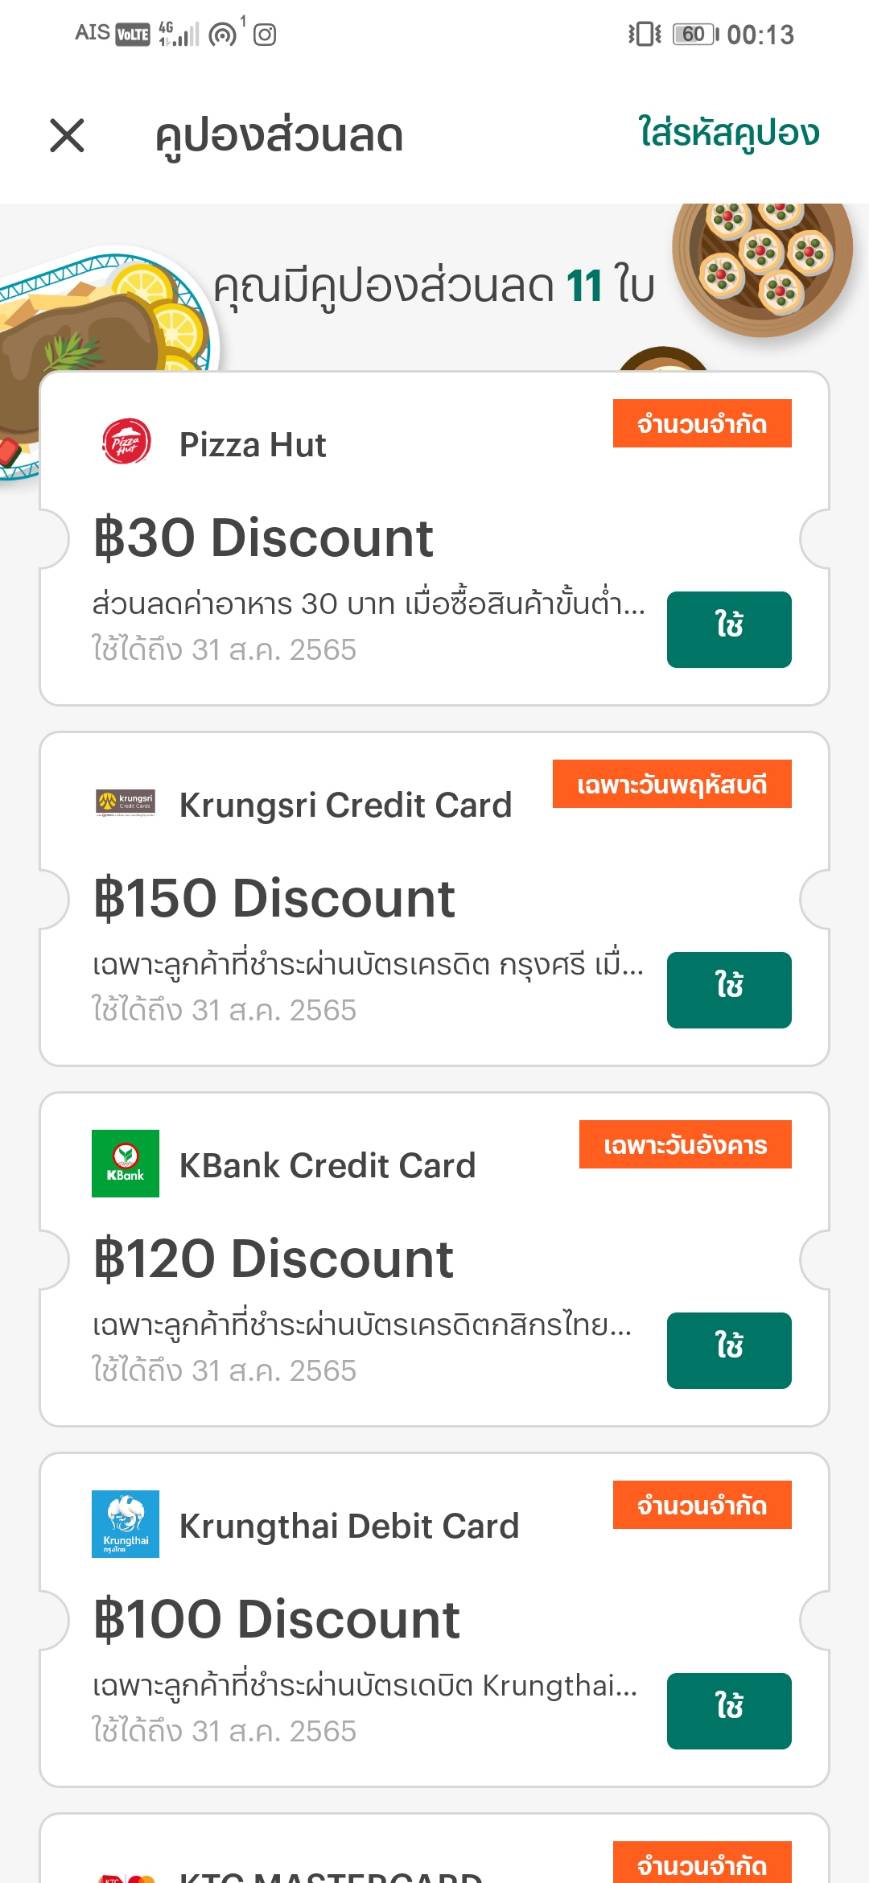 AIS VoLTE 4G 1 60 00:13
คูปองส่วนลด ใส่รหัสคูปอง
คุณมีคูปองส่วนลด 11 ใบ
จำนวนจำกัด
Pizza Hut Pizza Hut
฿30 Discount
ส่วนลดค่าอาหาร 30 บาท เมื่อซื้อสินค้าขั้นต่ำ...
ใช้ได้ถึง 31 ส.ค. 2565
ใช้
เฉพาะวันพฤหัสบดี
krungsri Credit Cards Krungsri Credit Card
฿150 Discount
เฉพาะลูกค้าที่ชำระผ่านบัตรเครดิต กรุงศรี เมื่...
ใช้ได้ถึง 31 ส.ค. 2565
ใช้
เฉพาะวันอังคาร
KBank KBank Credit Card
฿120 Discount
เฉพาะลูกค้าที่ชำระผ่านบัตรเครดิตกสิกรไทย...
ใช้ได้ถึง 31 ส.ค. 2565
ใช้
จำนวนจำกัด
Krungthai กรุงไทย Krungthai Debit Card
฿100 Discount
เฉพาะลูกค้าที่ชำระผ่านบัตรเดบิต Krungthai...
ใช้ได้ถึง 31 ส.ค. 2565
ใช้
จำนวนจำกัด
KTC MASTERCARD